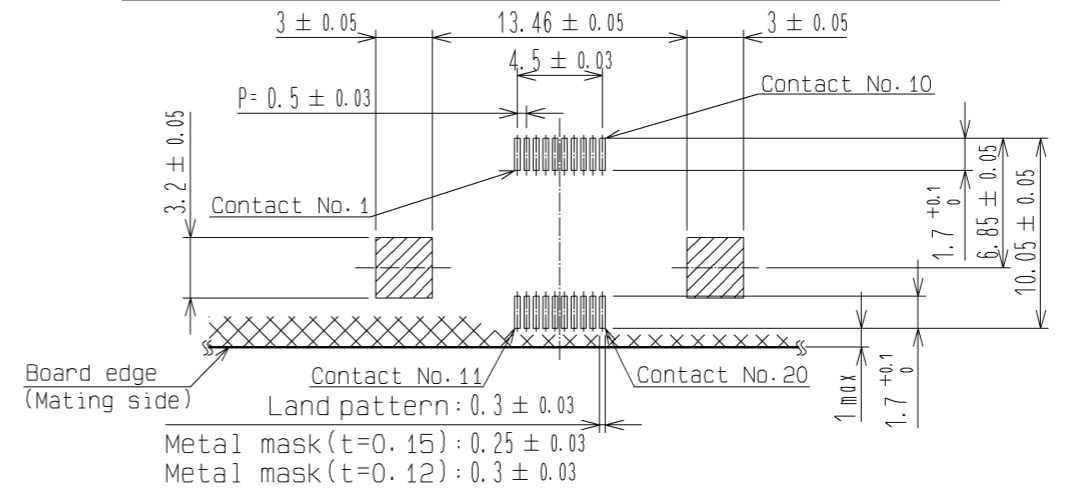 3 ± 0.05
13.46 ± 0.05
3 ± 0.05
4.5 ± 0.03
P= 0.5 ± 0.03
Contact No.10
3.2 ± 0.05
Contact No.1
1.7 +0.1 0
6.85 ± 0.05
10.05 ± 0.05
Board edge
(Mating side)
Contact No.11
Contact No.20
1max
1.7 +0.1 0
Land pattern:0.3 ± 0.03
Metal mask(t=0.15):0.25 ± 0.03
Metal mask(t=0.12):0.3 ± 0.03